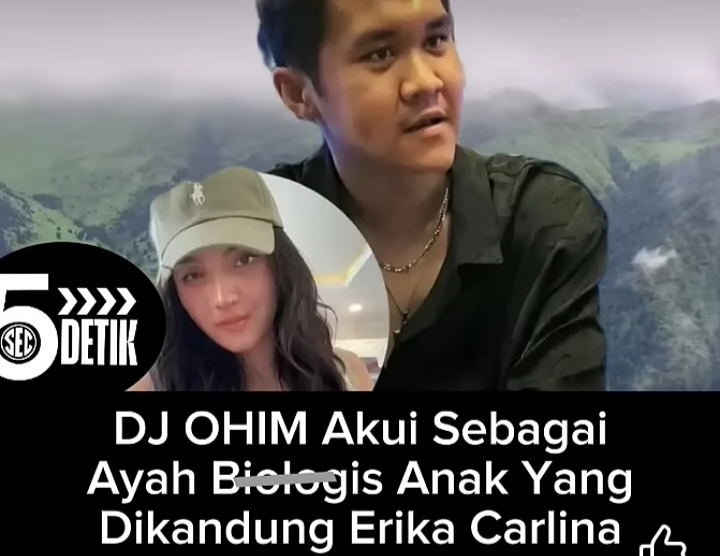 5 DETIK
SEC
DJ OHIM Akui Sebagai
Ayah Biologis Anak Yang
Dikandung Erika Carlina